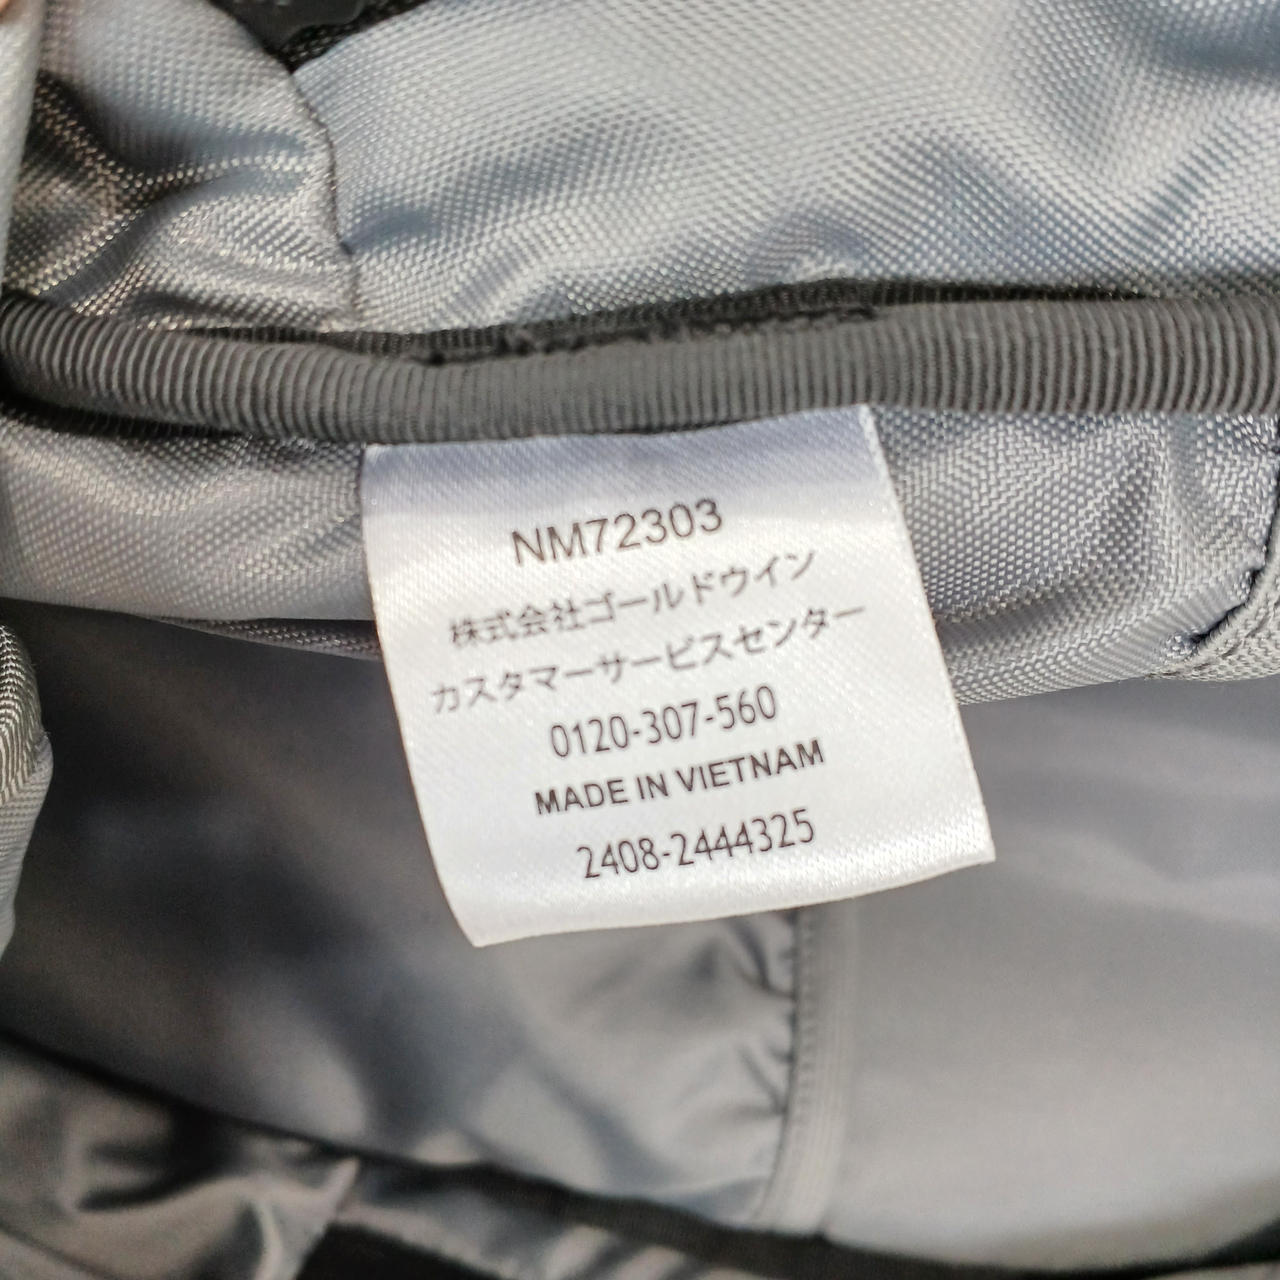 NM72303
株式会社ゴールドウイン
カスタマーサービスセンター
0120-307-560
MADE IN VIETNAM
2408-2444325